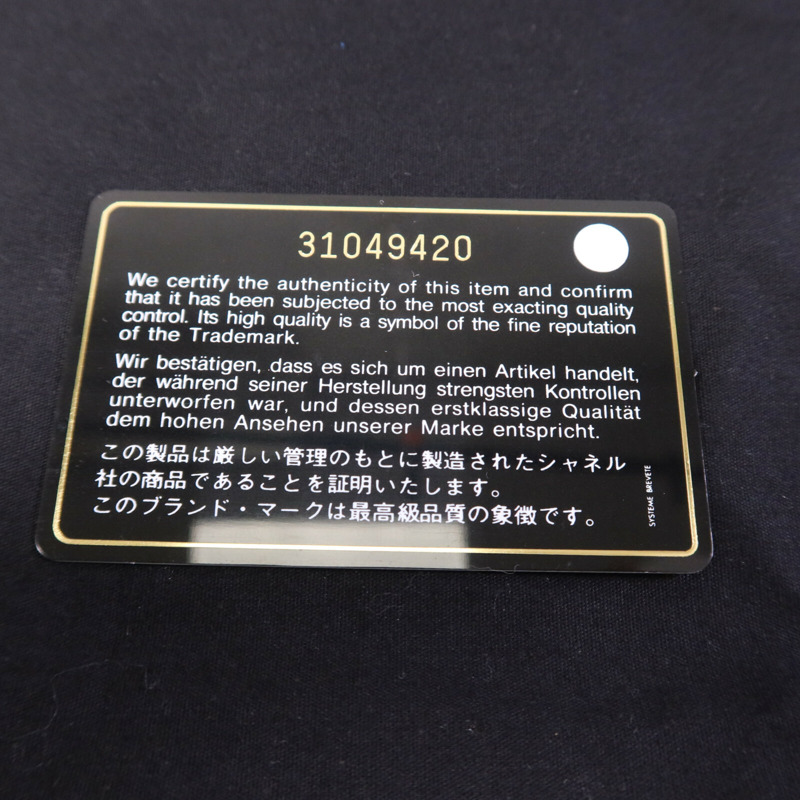 31049420
We certify the authenticity of this item and confirm
that it has been subjected to the most exacting quality
control. Its high quality is a symbol of the fine reputation
of the Trademark.
Wir bestätigen, dass es sich um einen Artikel handelt,
der während seiner Herstellung strengsten Kontrollen
unterworfen war, und dessen erstklassige Qualität
dem hohen Ansehen unserer Marke entspricht.
この製品は厳しい管理のもとに製造されたシャネル
社の商品であることを証明いたします。
このブランド・マークは最高級品質の象徴です。
SYSTEME BREVETE